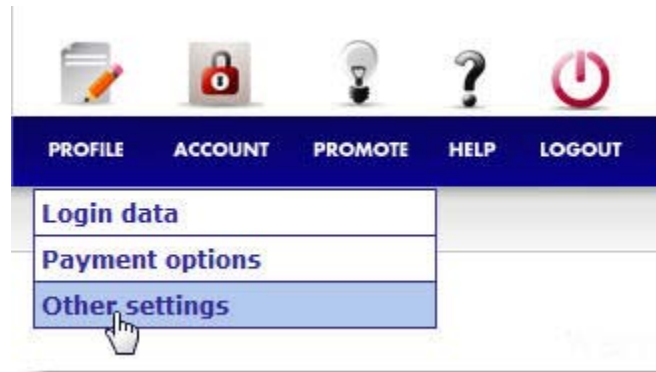 PROFILE ACCOUNT PROMOTE HELP LOGOUT
Login data
Payment options
Other settings